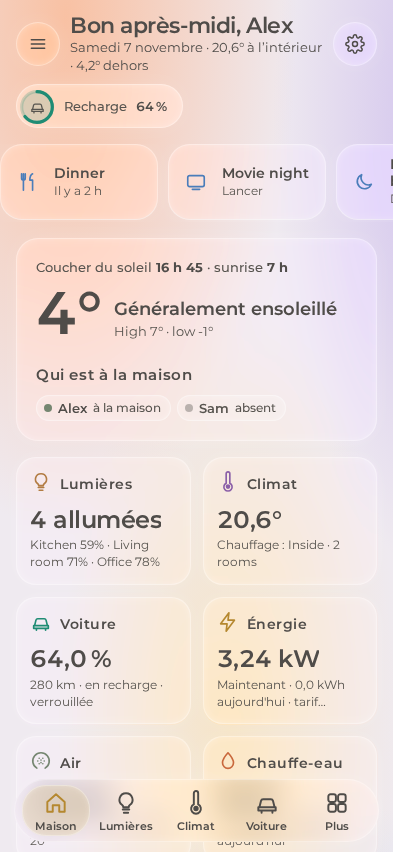 Bon après-midi, Alex
Samedi 7 novembre · 20,6° à l'intérieur
· 4,2° dehors
Recharge 64 %
Dinner
Il y a 2 h
Movie night
Lancer
Coucher du soleil 16 h 45 · sunrise 7 h
4°
Généralement ensoleillé
High 7° · low -1°
Qui est à la maison
Alex à la maison
Sam absent
Lumières
4 allumées
Kitchen 59% · Living
room 71% · Office 78%
Climat
20,6°
Chauffage : Inside · 2
rooms
Voiture
64,0 %
280 km · en recharge ·
verrouillée
Énergie
3,24 kW
Maintenant · 0,0 kWh
aujourd'hui · tarif…
Air
Chauffe-eau
Maison
Lumières
Climat
Voiture
Plus